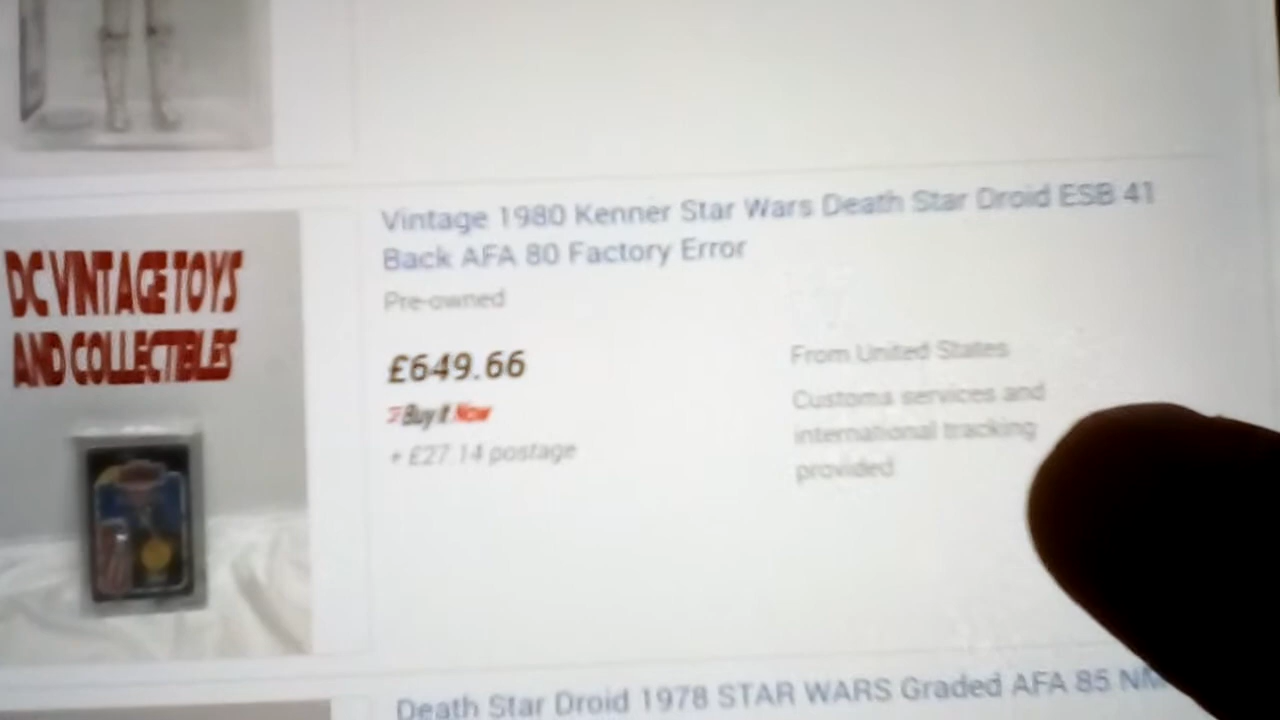 DC VINTAGE TOYS
AND COLLECTIBLES
Vintage 1980 Kenner Star Wars Death Star Droid ESB 41
Back AFA 80 Factory Error
Pre-owned
£649.66
Buy It Now
+ £27.14 postage
From United States
Customs services and
international tracking
provided
Death Star Droid 1978 STAR WARS Graded AFA 85